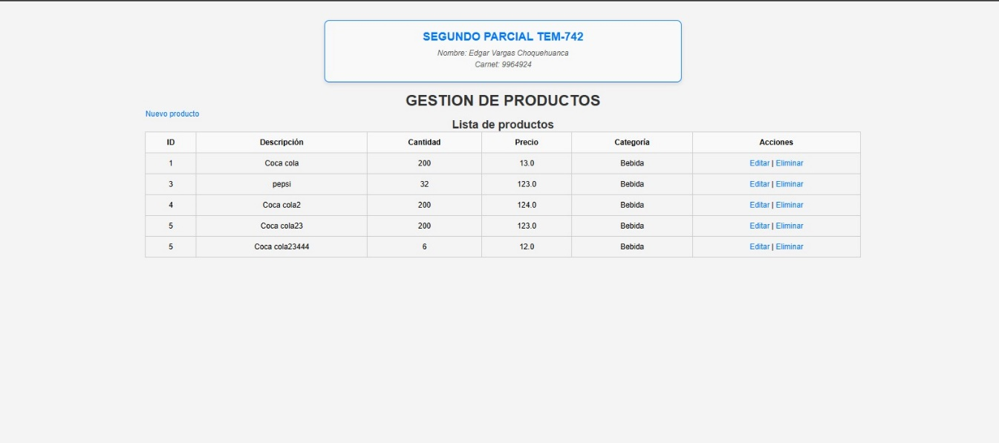 SEGUNDO PARCIAL TEM-742
Nombre: Edgar Vargas Choquehuanca
Carnet: 9964924
GESTION DE PRODUCTOS
Nuevo producto
Lista de productos
ID Descripción Cantidad Precio Categoría Acciones
1 Coca cola 200 13.0 Bebida Editar | Eliminar
3 pepsi 32 123.0 Bebida Editar | Eliminar
4 Coca cola2 200 124.0 Bebida Editar | Eliminar
5 Coca cola23 200 123.0 Bebida Editar | Eliminar
5 Coca cola23444 6 12.0 Bebida Editar | Eliminar